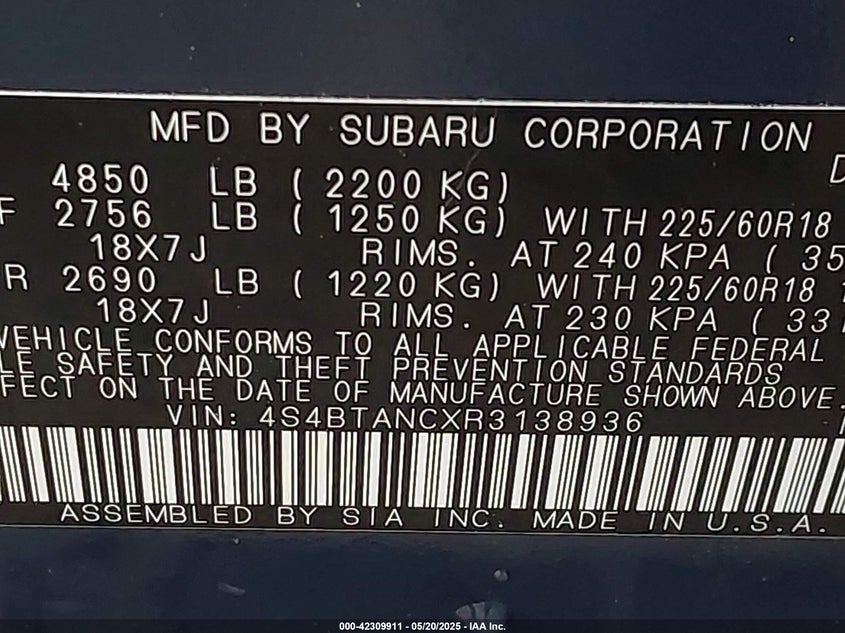 MFD BY SUBARU CORPORATION
4850 LB ( 2200 KG)
F 2756 LB ( 1250 KG) WITH 225/60R18
18X7J RIMS. AT 240 KPA ( 35
R 2690 LB ( 1220 KG) WITH 225/60R18
18X7J RIMS. AT 230 KPA ( 33
VEHICLE CONFORMS TO ALL APPLICABLE FEDERAL
LE SAFETY AND THEFT PREVENTION STANDARDS
FECT ON THE DATE OF MANUFACTURE SHOWN ABOVE.
VIN: 4S4BTANCXR3138936
ASSEMBLED BY SIA INC. MADE IN U.S.A.
000-42309911 - 05/20/2025 - IAA Inc.